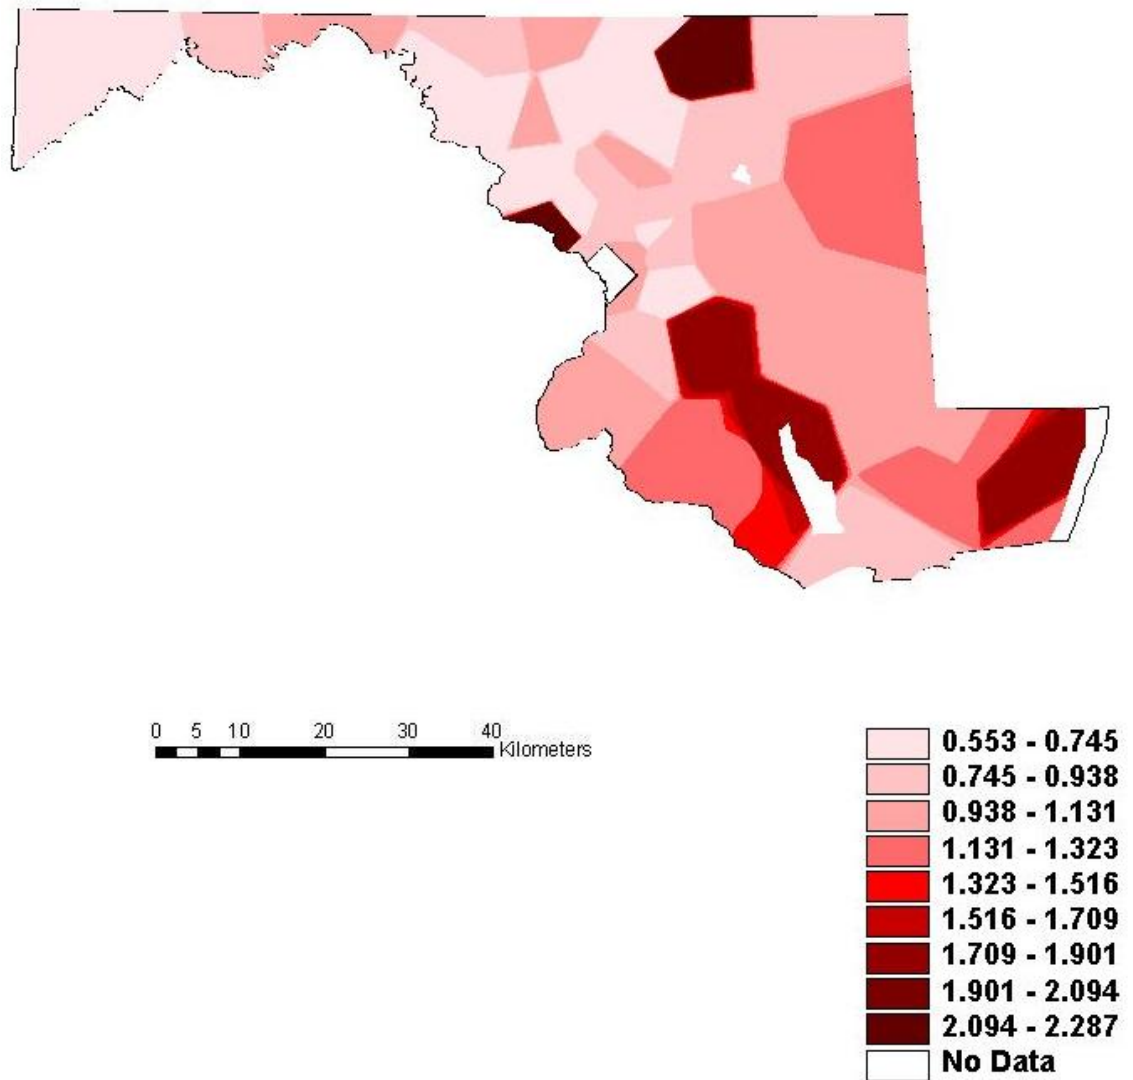 0 5 10 20 30 40
Kilometers
0.553 - 0.745
0.745 - 0.938
0.938 - 1.131
1.131 - 1.323
1.323 - 1.516
1.516 - 1.709
1.709 - 1.901
1.901 - 2.094
2.094 - 2.287
No Data